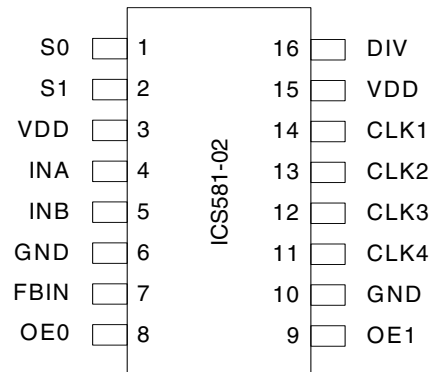 S0 1 16 DIV
S1 2 15 VDD
VDD 3 14 CLK1
INA 4 13 CLK2
INB 5 12 CLK3
GND 6 11 CLK4
FBIN 7 10 GND
OE0 8 9 OE1
ICS581-02